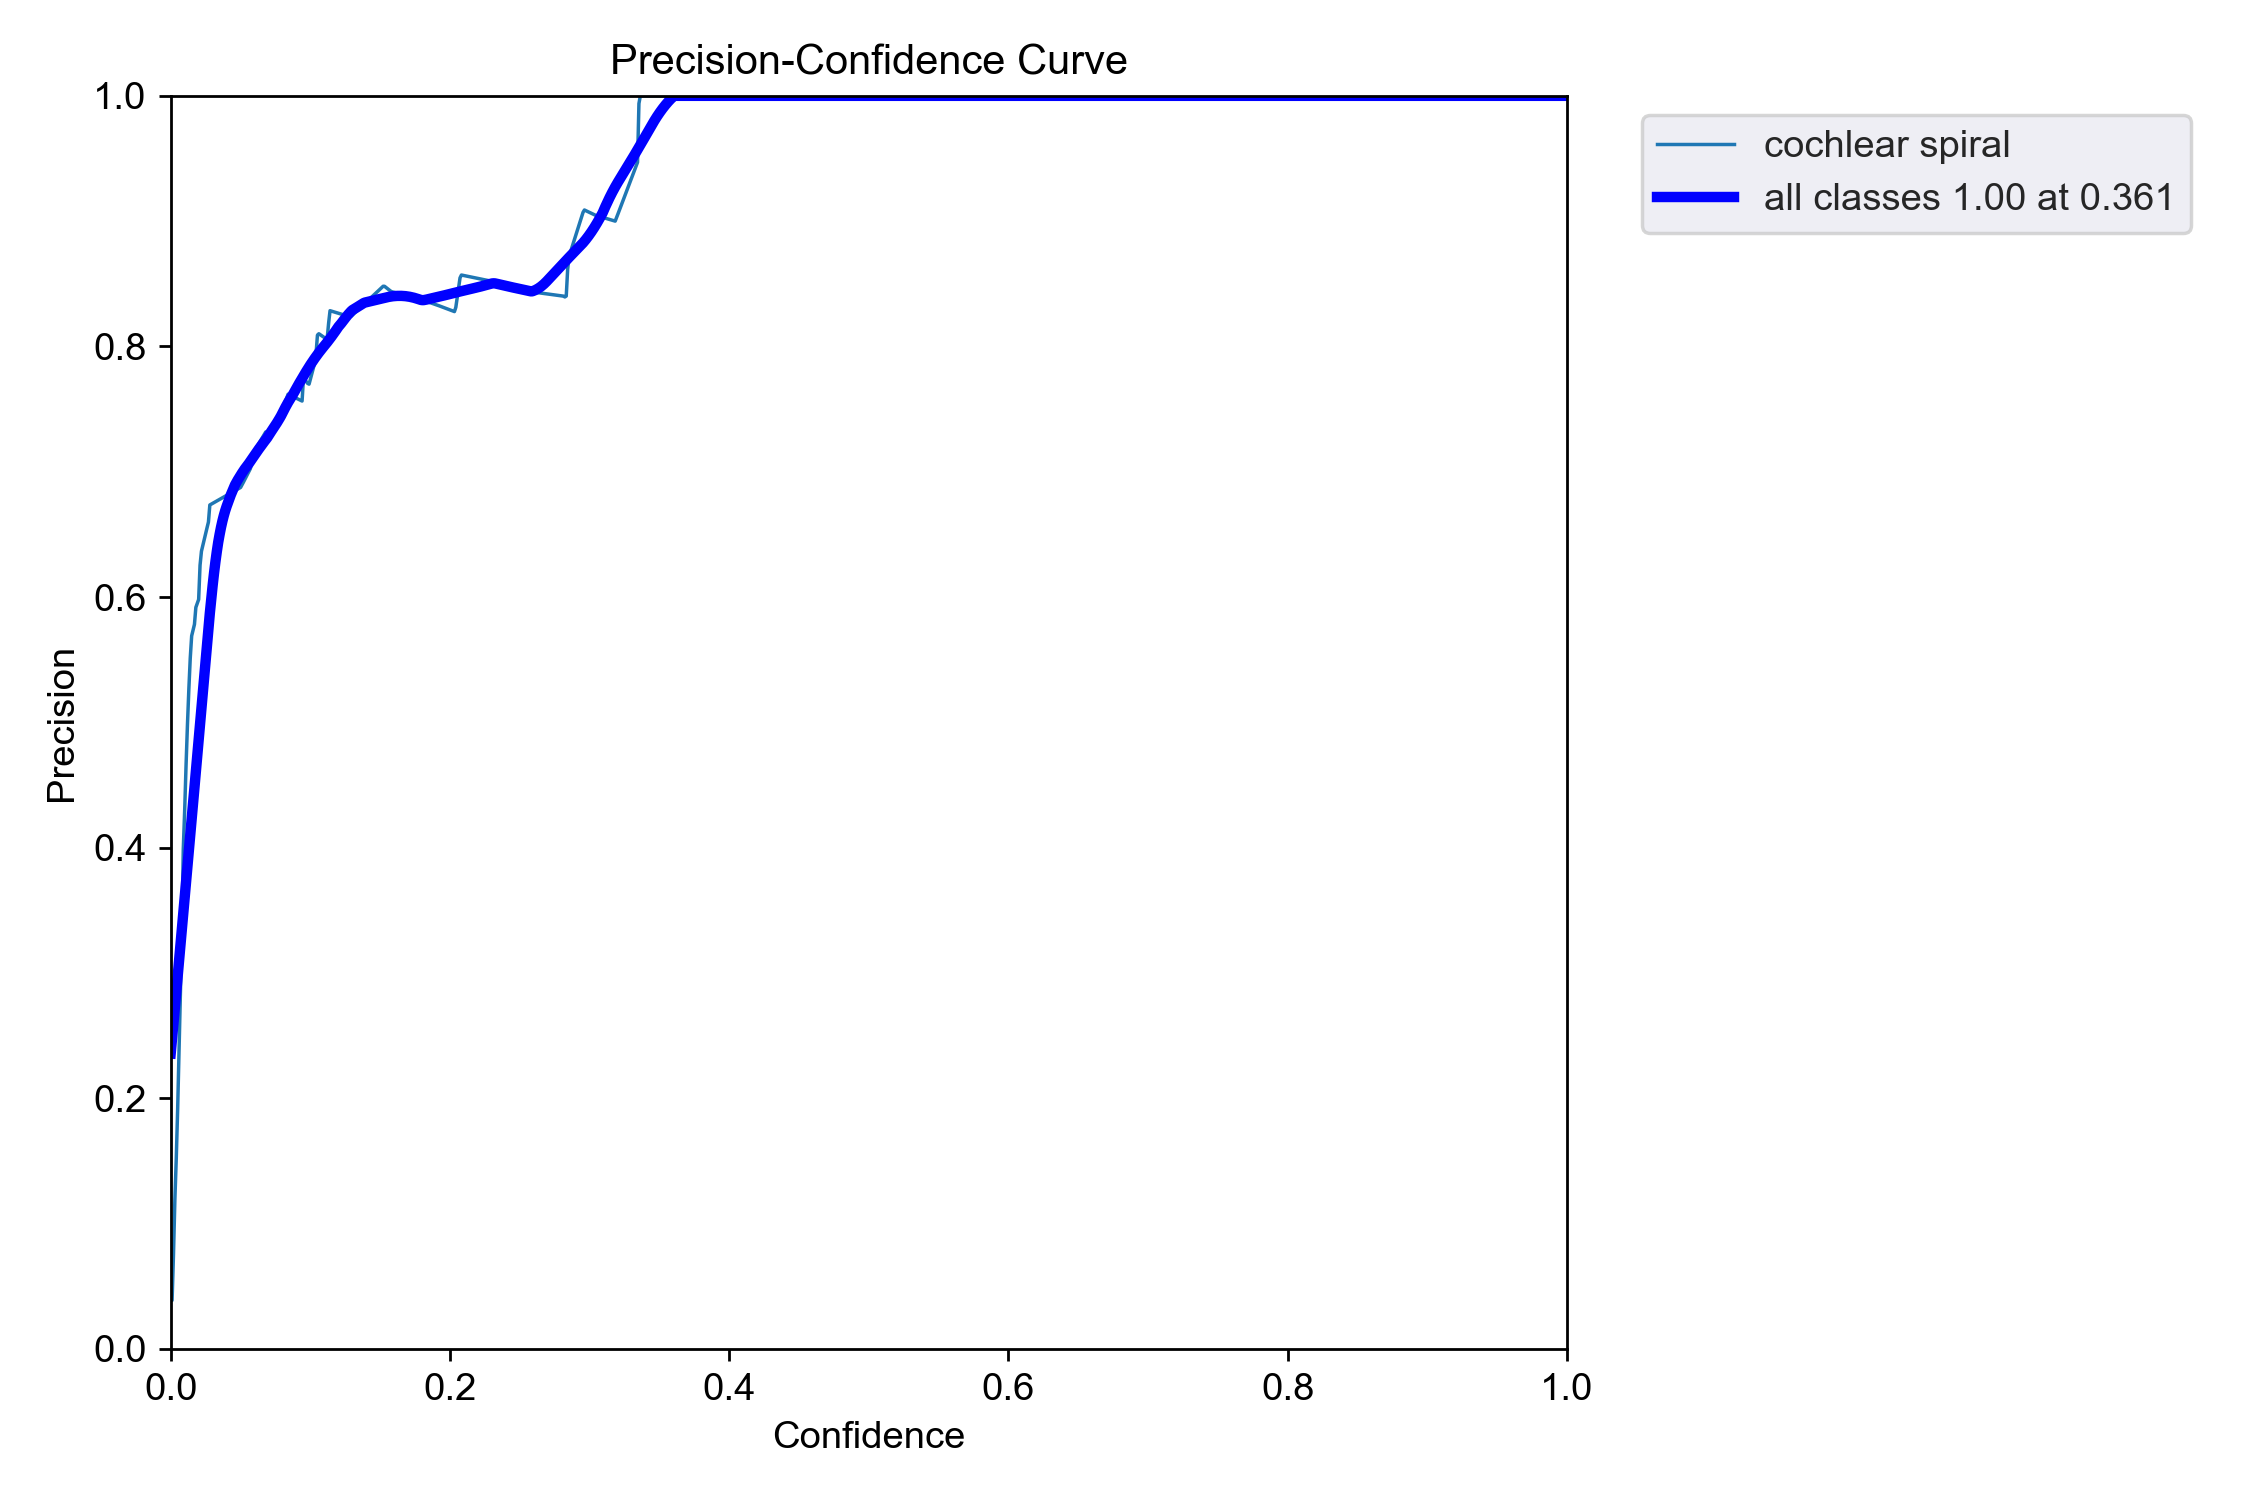 Precision-Confidence Curve
1.0
0.8
0.6
0.4
0.2
0.0
Precision
0.0 0.2 0.4 0.6 0.8 1.0
Confidence
cochlear spiral
all classes 1.00 at 0.361